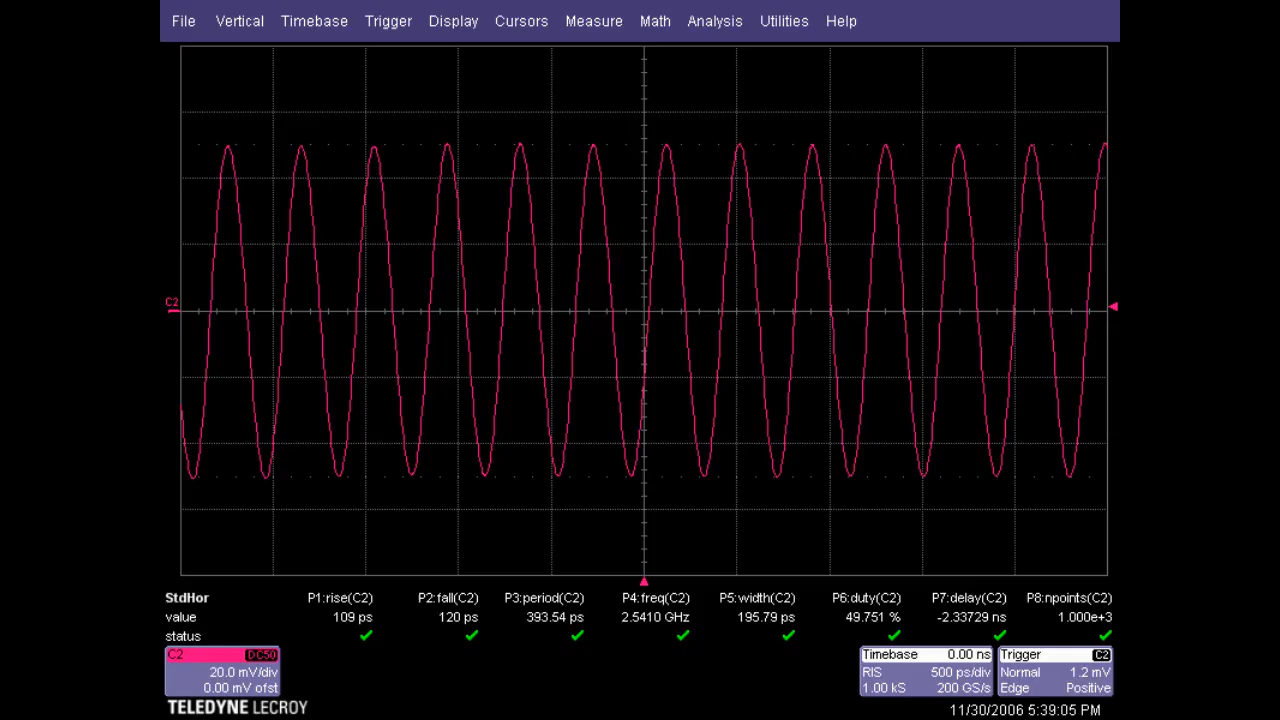 File Vertical Timebase Trigger Display Cursors Measure Math Analysis Utilities Help
C2
StdHor P1:rise(C2) P2:fall(C2) P3:period(C2) P4:freq(C2) P5:width(C2) P6:duty(C2) P7:delay(C2) P8:npoints(C2)
value 109 ps 120 ps 393.54 ps 2.5410 GHz 195.79 ps 49.751 % -2.33729 ns 1.000e+3
status
C2 DC50
20.0 mV/div
0.00 mV ofst
Timebase 0.00 ns
RIS 500 ps/div
1.00 kS 200 GS/s
Trigger C2
Normal 1.2 mV
Edge Positive
TELEDYNE LECROY
11/30/2006 5:39:05 PM